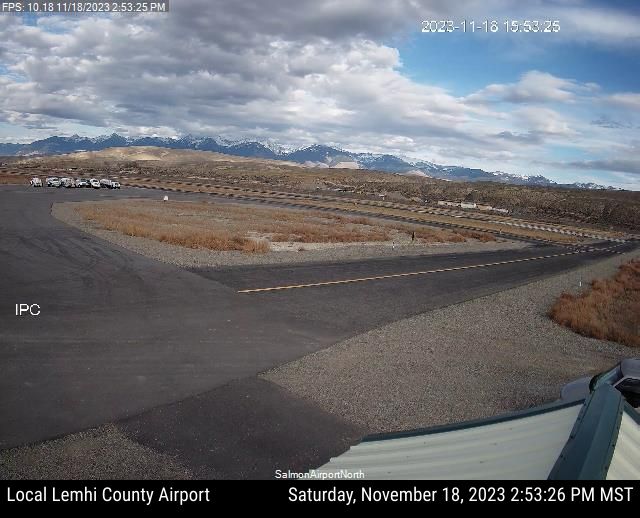 FPS: 10.18 11/18/2023 2:53:25 PM
2023-11-18 15:53:25
IPC
SalmonAirportNorth
Local Lemhi County Airport Saturday, November 18, 2023 2:53:26 PM MST